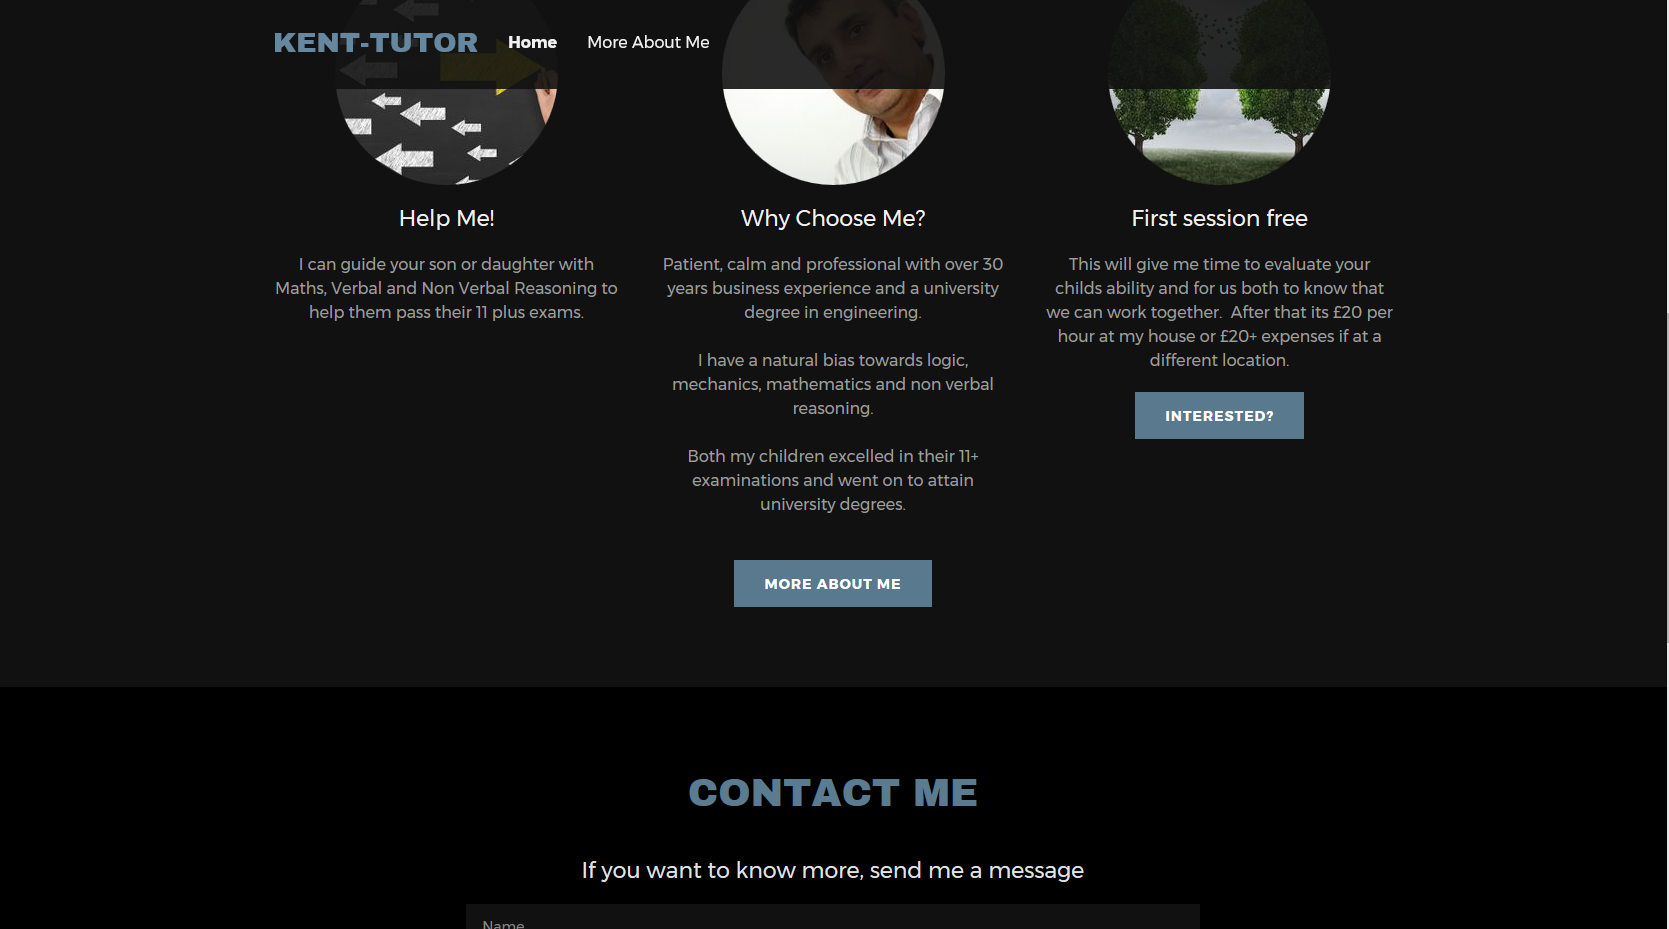 KENT-TUTOR
Home
More About Me
Help Me!
I can guide your son or daughter with
Maths, Verbal and Non Verbal Reasoning to
help them pass their 11 plus exams.
Why Choose Me?
Patient, calm and professional with over 30
years business experience and a university
degree in engineering.
I have a natural bias towards logic,
mechanics, mathematics and non verbal
reasoning.
Both my children excelled in their 11+
examinations and went on to attain
university degrees.
MORE ABOUT ME
First session free
This will give me time to evaluate your
childs ability and for us both to know that
we can work together.  After that its £20 per
hour at my house or £20+ expenses if at a
different location.
INTERESTED?
CONTACT ME
If you want to know more, send me a message
Name